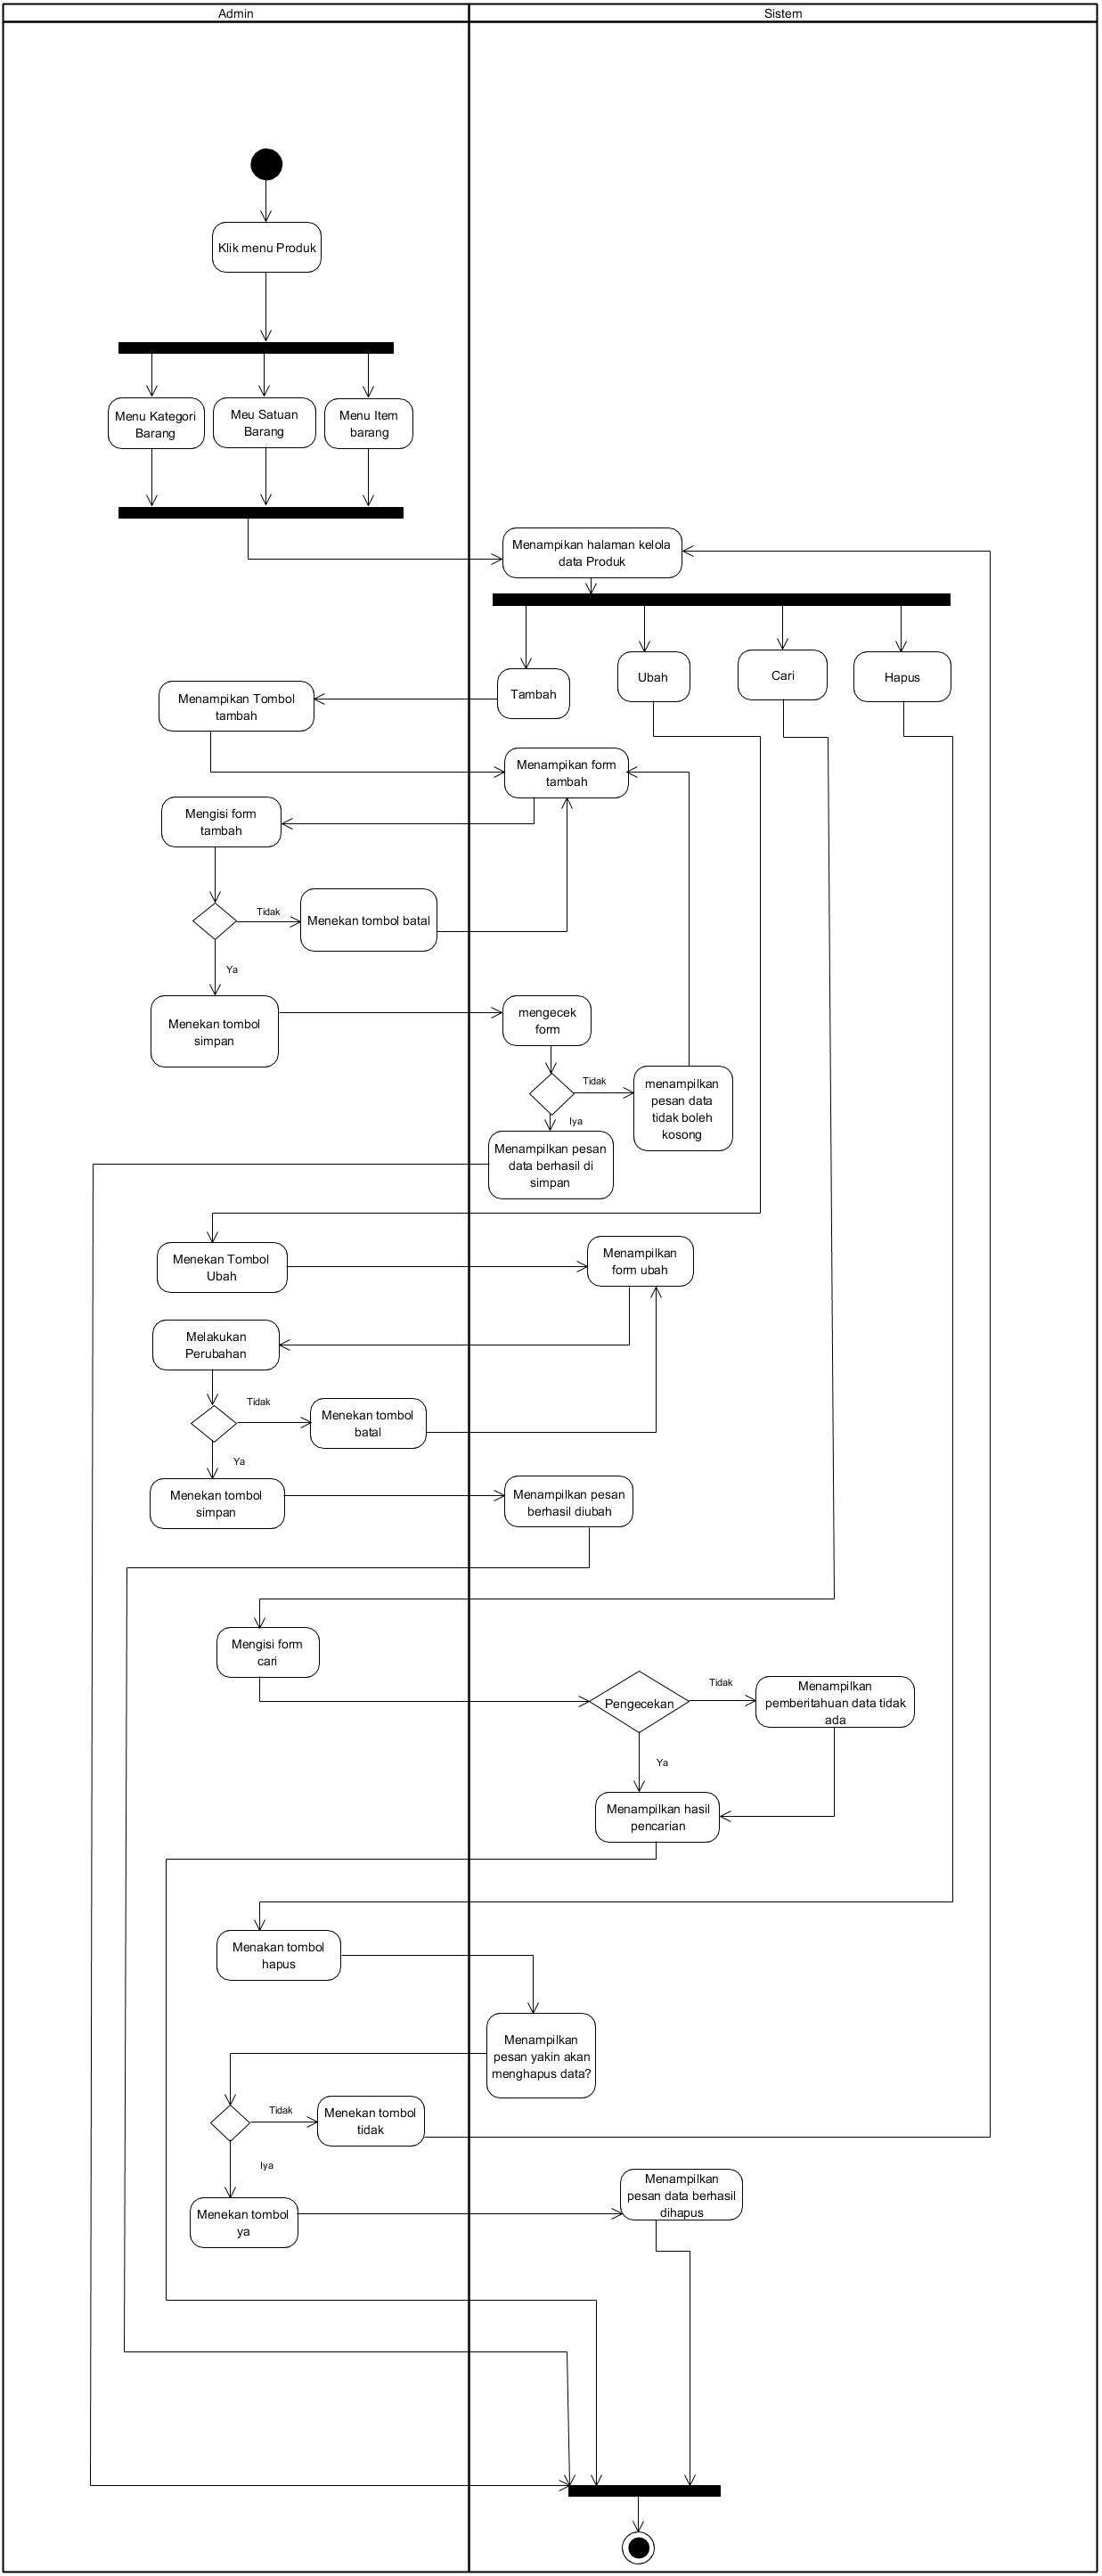 Admin
Sistem
Klik menu Produk
Menu Kategori
Barang
Meu Satuan
Barang
Menu Item
barang
Menampikan halaman kelola
data Produk
Tambah
Ubah
Cari
Hapus
Menampikan Tombol
tambah
Menampikan form
tambah
Mengisi form
tambah
Tidak
Menekan tombol batal
Ya
Menekan tombol
simpan
mengecek
form
Tidak
menampilkan
pesan data
tidak boleh
kosong
Iya
Menampilkan pesan
data berhasil di
simpan
Menekan Tombol
Ubah
Menampilkan
form ubah
Melakukan
Perubahan
Tidak
Menekan tombol
batal
Ya
Menekan tombol
simpan
Menampilkan pesan
berhasil diubah
Mengisi form
cari
Pengecekan
Tidak
Menampilkan
pemberitahuan data tidak
ada
Ya
Menampilkan hasil
pencarian
Menakan tombol
hapus
Menampilkan
pesan yakin akan
menghapus data?
Tidak
Menekan tombol
tidak
Iya
Menekan tombol
ya
Menampilkan
pesan data berhasil
dihapus